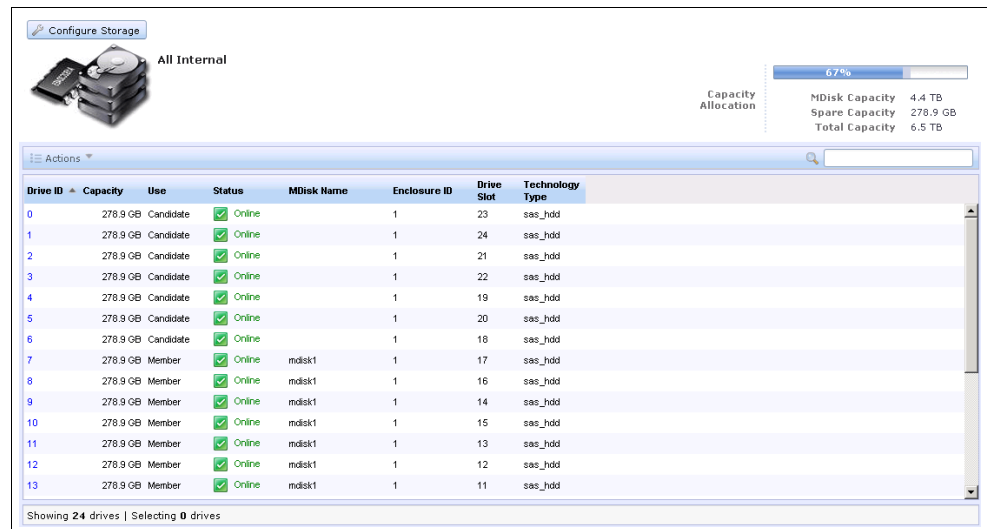 Configure Storage
All Internal
67%
Capacity Allocation
MDisk Capacity 4.4 TB
Spare Capacity 278.9 GB
Total Capacity 6.5 TB
Actions
Drive ID Capacity Use Status MDisk Name Enclosure ID Drive Slot Technology Type
0 278.9 GB Candidate Online 1 23 sas_hdd
1 278.9 GB Candidate Online 1 24 sas_hdd
2 278.9 GB Candidate Online 1 21 sas_hdd
3 278.9 GB Candidate Online 1 22 sas_hdd
4 278.9 GB Candidate Online 1 19 sas_hdd
5 278.9 GB Candidate Online 1 20 sas_hdd
6 278.9 GB Candidate Online 1 18 sas_hdd
7 278.9 GB Member Online mdisk1 1 17 sas_hdd
8 278.9 GB Member Online mdisk1 1 16 sas_hdd
9 278.9 GB Member Online mdisk1 1 14 sas_hdd
10 278.9 GB Member Online mdisk1 1 15 sas_hdd
11 278.9 GB Member Online mdisk1 1 13 sas_hdd
12 278.9 GB Member Online mdisk1 1 12 sas_hdd
13 278.9 GB Member Online mdisk1 1 11 sas_hdd
Showing 24 drives | Selecting 0 drives